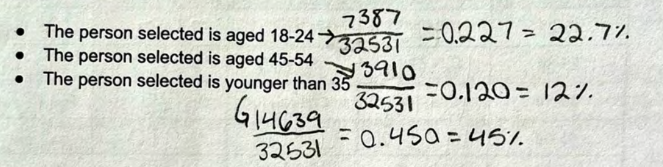 • The person selected is aged 18-24 → 7387/32531 = 0.227 = 22.7%.
• The person selected is aged 45-54 → 3910/32531 = 0.120 = 12%.
• The person selected is younger than 35
↳ 14639/32531 = 0.450 = 45%.